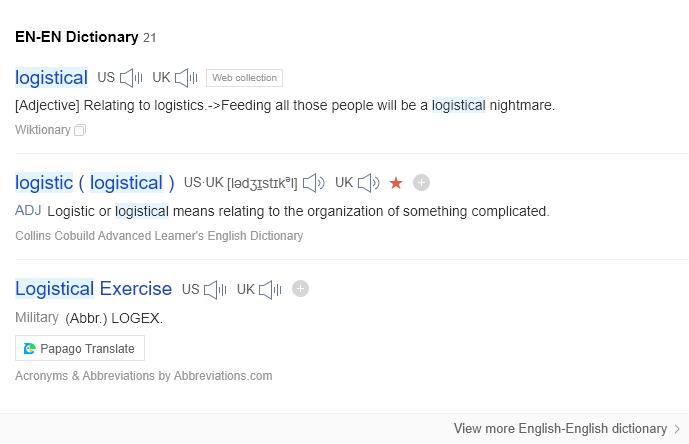 EN-EN Dictionary 21
logistical US UK Web collection
[Adjective] Relating to logistics.->Feeding all those people will be a logistical nightmare.
Wiktionary
logistic ( logistical ) US·UK [lədʒɪstɪkᵊl] UK
ADJ Logistic or logistical means relating to the organization of something complicated.
Collins Cobuild Advanced Learner's English Dictionary
Logistical Exercise US UK
Military (Abbr.) LOGEX.
Papago Translate
Acronyms & Abbreviations by Abbreviations.com
View more English-English dictionary